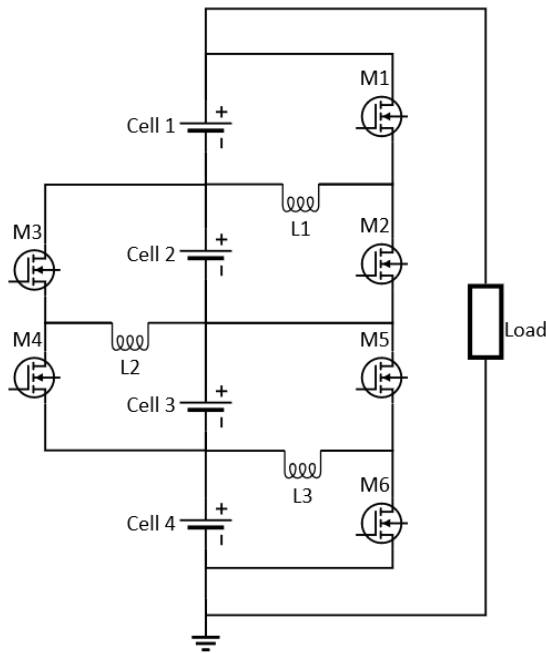 M1
Cell 1
+
L1
M3
M2
Cell 2
+
Load
M4
L2
M5
Cell 3
+
L3
M6
Cell 4
+